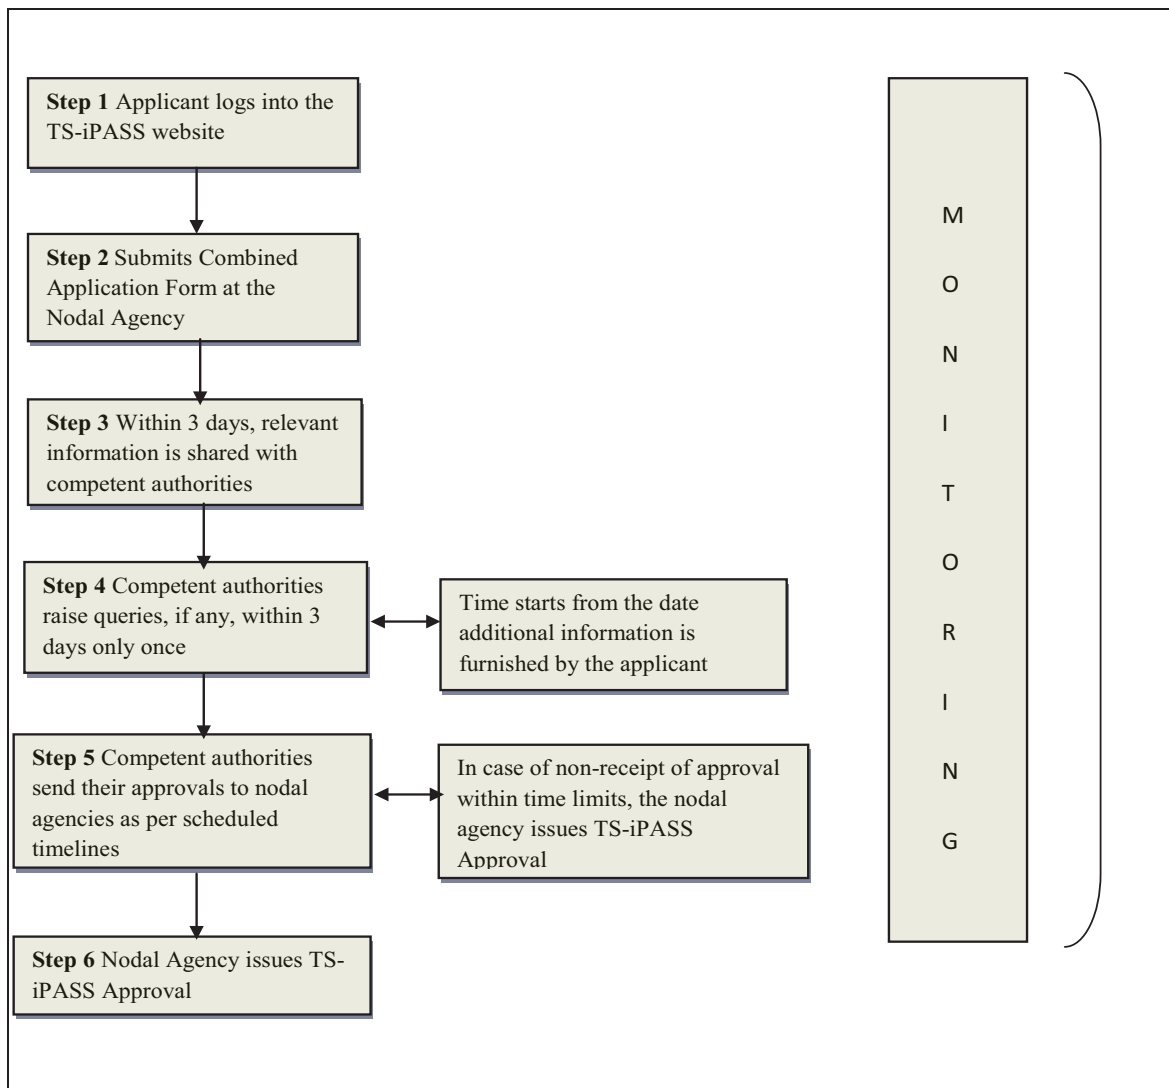 Step 1 Applicant logs into the
TS-iPASS website
Step 2 Submits Combined
Application Form at the
Nodal Agency
Step 3 Within 3 days, relevant
information is shared with
competent authorities
Step 4 Competent authorities
raise queries, if any, within 3
days only once
Time starts from the date
additional information is
furnished by the applicant
Step 5 Competent authorities
send their approvals to nodal
agencies as per scheduled
timelines
In case of non-receipt of approval
within time limits, the nodal
agency issues TS-iPASS
Approval
Step 6 Nodal Agency issues TS-
iPASS Approval
M
O
N
I
T
O
R
I
N
G